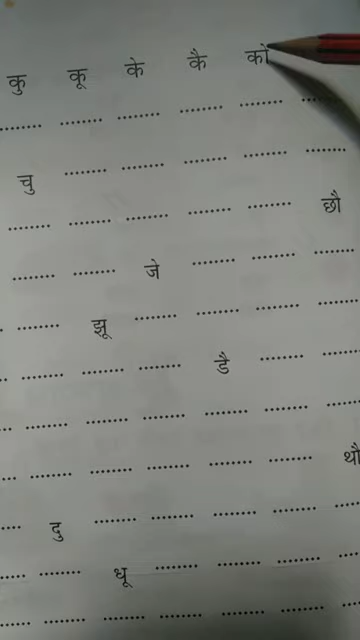 कु कू के कै को
चु
छौ
जे
झू
डै
थौ
दु
धू